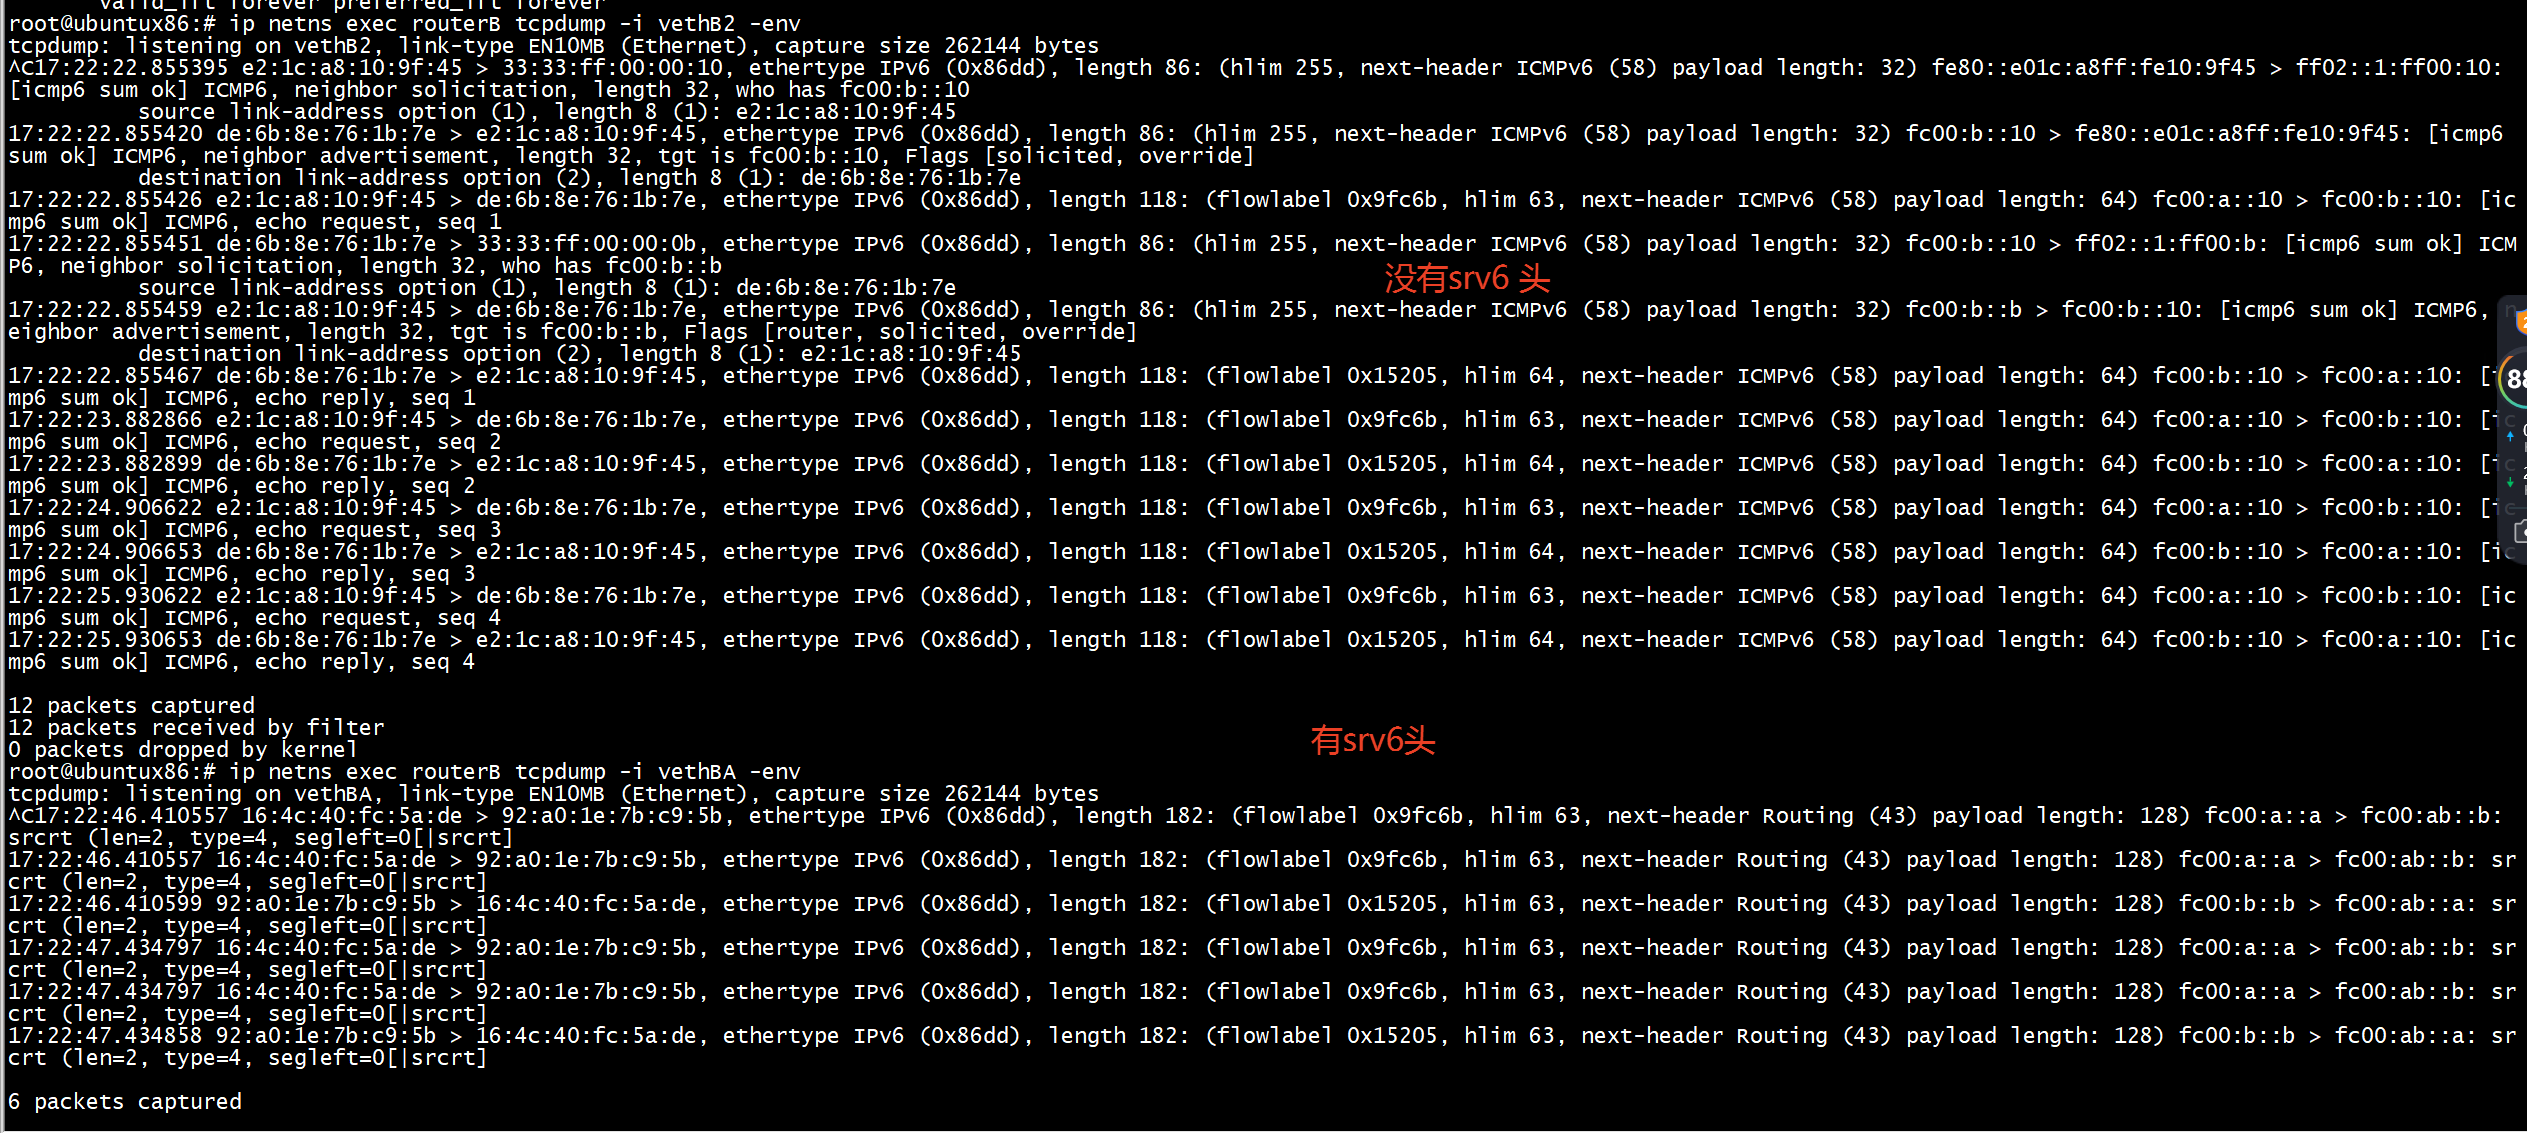 valid_lft forever preferred_lft forever
root@ubuntux86:# ip netns exec routerB tcpdump -i vethB2 -env
tcpdump: listening on vethB2, link-type EN10MB (Ethernet), capture size 262144 bytes
^C17:22:22.855395 e2:1c:a8:10:9f:45 > 33:33:ff:00:00:10, ethertype IPv6 (0x86dd), length 86: (hlim 255, next-header ICMPv6 (58) payload length: 32) fe80::e01c:a8ff:fe10:9f45 > ff02::1:ff00:10:
[icmp6 sum ok] ICMP6, neighbor solicitation, length 32, who has fc00:b::10
source link-address option (1), length 8 (1): e2:1c:a8:10:9f:45
17:22:22.855420 de:6b:8e:76:1b:7e > e2:1c:a8:10:9f:45, ethertype IPv6 (0x86dd), length 86: (hlim 255, next-header ICMPv6 (58) payload length: 32) fc00:b::10 > fe80::e01c:a8ff:fe10:9f45: [icmp6
sum ok] ICMP6, neighbor advertisement, length 32, tgt is fc00:b::10, Flags [solicited, override]
destination link-address option (2), length 8 (1): de:6b:8e:76:1b:7e
17:22:22.855426 e2:1c:a8:10:9f:45 > de:6b:8e:76:1b:7e, ethertype IPv6 (0x86dd), length 118: (flowlabel 0x9fc6b, hlim 63, next-header ICMPv6 (58) payload length: 64) fc00:a::10 > fc00:b::10: [ic
mp6 sum ok] ICMP6, echo request, seq 1
17:22:22.855451 de:6b:8e:76:1b:7e > 33:33:ff:00:00:0b, ethertype IPv6 (0x86dd), length 86: (hlim 255, next-header ICMPv6 (58) payload length: 32) fc00:b::10 > ff02::1:ff00:b: [icmp6 sum ok] ICM
P6, neighbor solicitation, length 32, who has fc00:b::b
没有srv6 头
source link-address option (1), length 8 (1): de:6b:8e:76:1b:7e
17:22:22.855459 e2:1c:a8:10:9f:45 > de:6b:8e:76:1b:7e, ethertype IPv6 (0x86dd), length 86: (hlim 255, next-header ICMPv6 (58) payload length: 32) fc00:b::b > fc00:b::10: [icmp6 sum ok] ICMP6, n
eighbor advertisement, length 32, tgt is fc00:b::b, Flags [router, solicited, override]
destination link-address option (2), length 8 (1): e2:1c:a8:10:9f:45
17:22:22.855467 de:6b:8e:76:1b:7e > e2:1c:a8:10:9f:45, ethertype IPv6 (0x86dd), length 118: (flowlabel 0x15205, hlim 64, next-header ICMPv6 (58) payload length: 64) fc00:b::10 > fc00:a::10: [
mp6 sum ok] ICMP6, echo reply, seq 1
17:22:23.882866 e2:1c:a8:10:9f:45 > de:6b:8e:76:1b:7e, ethertype IPv6 (0x86dd), length 118: (flowlabel 0x9fc6b, hlim 63, next-header ICMPv6 (58) payload length: 64) fc00:a::10 > fc00:b::10: [ic
mp6 sum ok] ICMP6, echo request, seq 2
17:22:23.882899 de:6b:8e:76:1b:7e > e2:1c:a8:10:9f:45, ethertype IPv6 (0x86dd), length 118: (flowlabel 0x15205, hlim 64, next-header ICMPv6 (58) payload length: 64) fc00:b::10 > fc00:a::10: [ic
mp6 sum ok] ICMP6, echo reply, seq 2
17:22:24.906622 e2:1c:a8:10:9f:45 > de:6b:8e:76:1b:7e, ethertype IPv6 (0x86dd), length 118: (flowlabel 0x9fc6b, hlim 63, next-header ICMPv6 (58) payload length: 64) fc00:a::10 > fc00:b::10: [ic
mp6 sum ok] ICMP6, echo request, seq 3
17:22:24.906653 de:6b:8e:76:1b:7e > e2:1c:a8:10:9f:45, ethertype IPv6 (0x86dd), length 118: (flowlabel 0x15205, hlim 64, next-header ICMPv6 (58) payload length: 64) fc00:b::10 > fc00:a::10: [ic
mp6 sum ok] ICMP6, echo reply, seq 3
17:22:25.930622 e2:1c:a8:10:9f:45 > de:6b:8e:76:1b:7e, ethertype IPv6 (0x86dd), length 118: (flowlabel 0x9fc6b, hlim 63, next-header ICMPv6 (58) payload length: 64) fc00:a::10 > fc00:b::10: [ic
mp6 sum ok] ICMP6, echo request, seq 4
17:22:25.930653 de:6b:8e:76:1b:7e > e2:1c:a8:10:9f:45, ethertype IPv6 (0x86dd), length 118: (flowlabel 0x15205, hlim 64, next-header ICMPv6 (58) payload length: 64) fc00:b::10 > fc00:a::10: [ic
mp6 sum ok] ICMP6, echo reply, seq 4
12 packets captured
12 packets received by filter
有srv6头
0 packets dropped by kernel
root@ubuntux86:# ip netns exec routerB tcpdump -i vethBA -env
tcpdump: listening on vethBA, link-type EN10MB (Ethernet), capture size 262144 bytes
^C17:22:46.410557 16:4c:40:fc:5a:de > 92:a0:1e:7b:c9:5b, ethertype IPv6 (0x86dd), length 182: (flowlabel 0x9fc6b, hlim 63, next-header Routing (43) payload length: 128) fc00:a::a > fc00:ab::b:
srcrt (len=2, type=4, segleft=0[|srcrt]
17:22:46.410557 16:4c:40:fc:5a:de > 92:a0:1e:7b:c9:5b, ethertype IPv6 (0x86dd), length 182: (flowlabel 0x9fc6b, hlim 63, next-header Routing (43) payload length: 128) fc00:a::a > fc00:ab::b: sr
crt (len=2, type=4, segleft=0[|srcrt]
17:22:46.410599 92:a0:1e:7b:c9:5b > 16:4c:40:fc:5a:de, ethertype IPv6 (0x86dd), length 182: (flowlabel 0x15205, hlim 63, next-header Routing (43) payload length: 128) fc00:b::b > fc00:ab::a: sr
crt (len=2, type=4, segleft=0[|srcrt]
17:22:47.434797 16:4c:40:fc:5a:de > 92:a0:1e:7b:c9:5b, ethertype IPv6 (0x86dd), length 182: (flowlabel 0x9fc6b, hlim 63, next-header Routing (43) payload length: 128) fc00:a::a > fc00:ab::b: sr
crt (len=2, type=4, segleft=0[|srcrt]
17:22:47.434797 16:4c:40:fc:5a:de > 92:a0:1e:7b:c9:5b, ethertype IPv6 (0x86dd), length 182: (flowlabel 0x9fc6b, hlim 63, next-header Routing (43) payload length: 128) fc00:a::a > fc00:ab::b: sr
crt (len=2, type=4, segleft=0[|srcrt]
17:22:47.434858 92:a0:1e:7b:c9:5b > 16:4c:40:fc:5a:de, ethertype IPv6 (0x86dd), length 182: (flowlabel 0x15205, hlim 63, next-header Routing (43) payload length: 128) fc00:b::b > fc00:ab::a: sr
crt (len=2, type=4, segleft=0[|srcrt]
6 packets captured